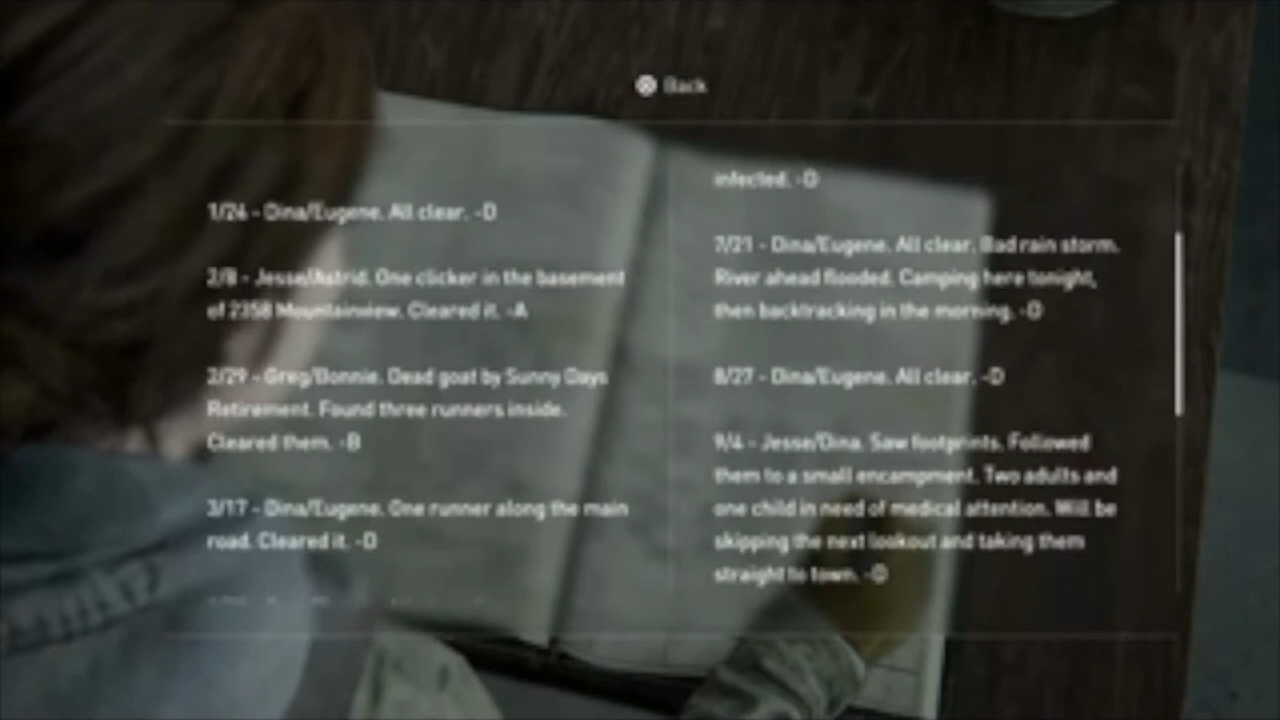 Back
1/24 - Dina/Eugene. All clear. -D
2/8 - Jesse/Astrid. One clicker in the basement
of 2358 Mountainview. Cleared it. -A
2/29 - Greg/Bonnie. Dead goat by Sunny Days
Retirement. Found three runners inside.
Cleared them. -B
3/17 - Dina/Eugene. One runner along the main
road. Cleared it. -D
infected. -D
7/21 - Dina/Eugene. All clear. Bad rain storm.
River ahead flooded. Camping here tonight,
then backtracking in the morning. -D
8/27 - Dina/Eugene. All clear. -D
9/4 - Jesse/Dina. Saw footprints. Followed
them to a small encampment. Two adults and
one child in need of medical attention. Will be
skipping the next lookout and taking them
straight to town. -D